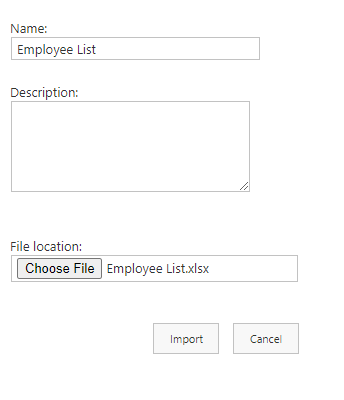 Name:
Employee List
Description:
File location:
Choose File Employee List.xlsx
Import Cancel